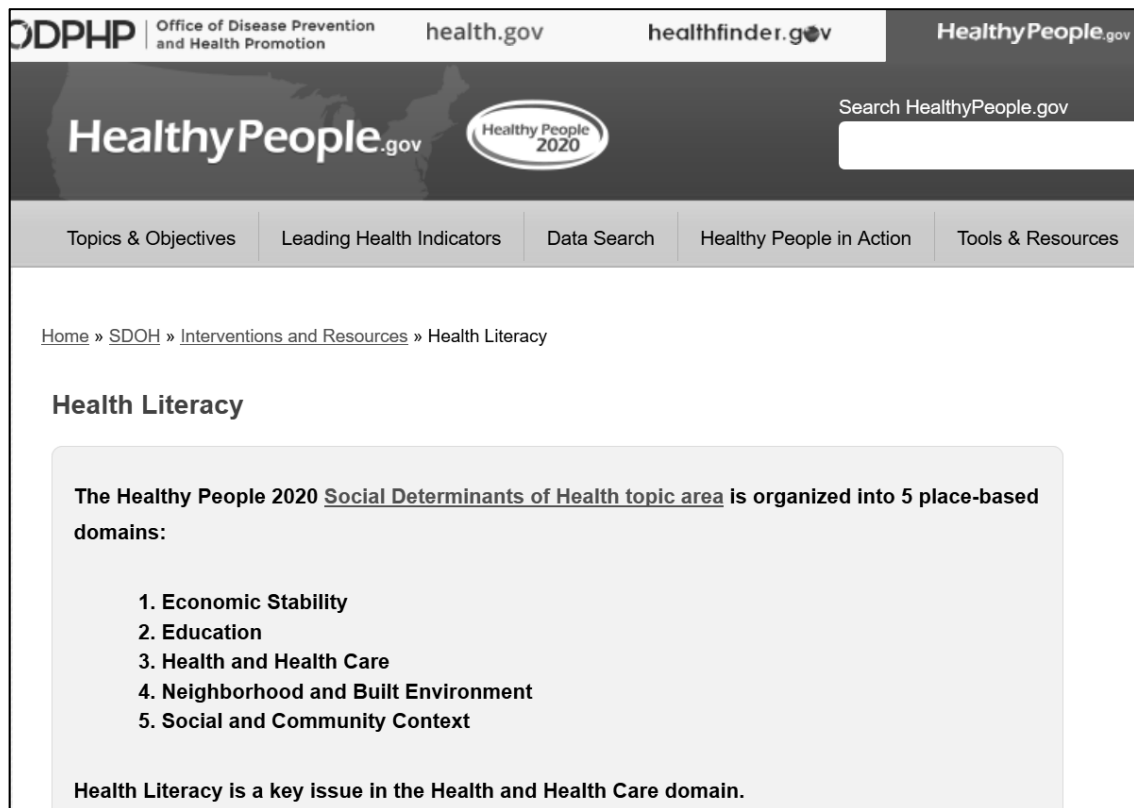 ODPHP Office of Disease Prevention
and Health Promotion
health.gov
healthfinder.gov
HealthyPeople.gov
HealthyPeople.gov
Healthy People
2020
Search HealthyPeople.gov
Topics & Objectives
Leading Health Indicators
Data Search
Healthy People in Action
Tools & Resources
Home » SDOH » Interventions and Resources » Health Literacy
Health Literacy
The Healthy People 2020 Social Determinants of Health topic area is organized into 5 place-based
domains:
1. Economic Stability
2. Education
3. Health and Health Care
4. Neighborhood and Built Environment
5. Social and Community Context
Health Literacy is a key issue in the Health and Health Care domain.